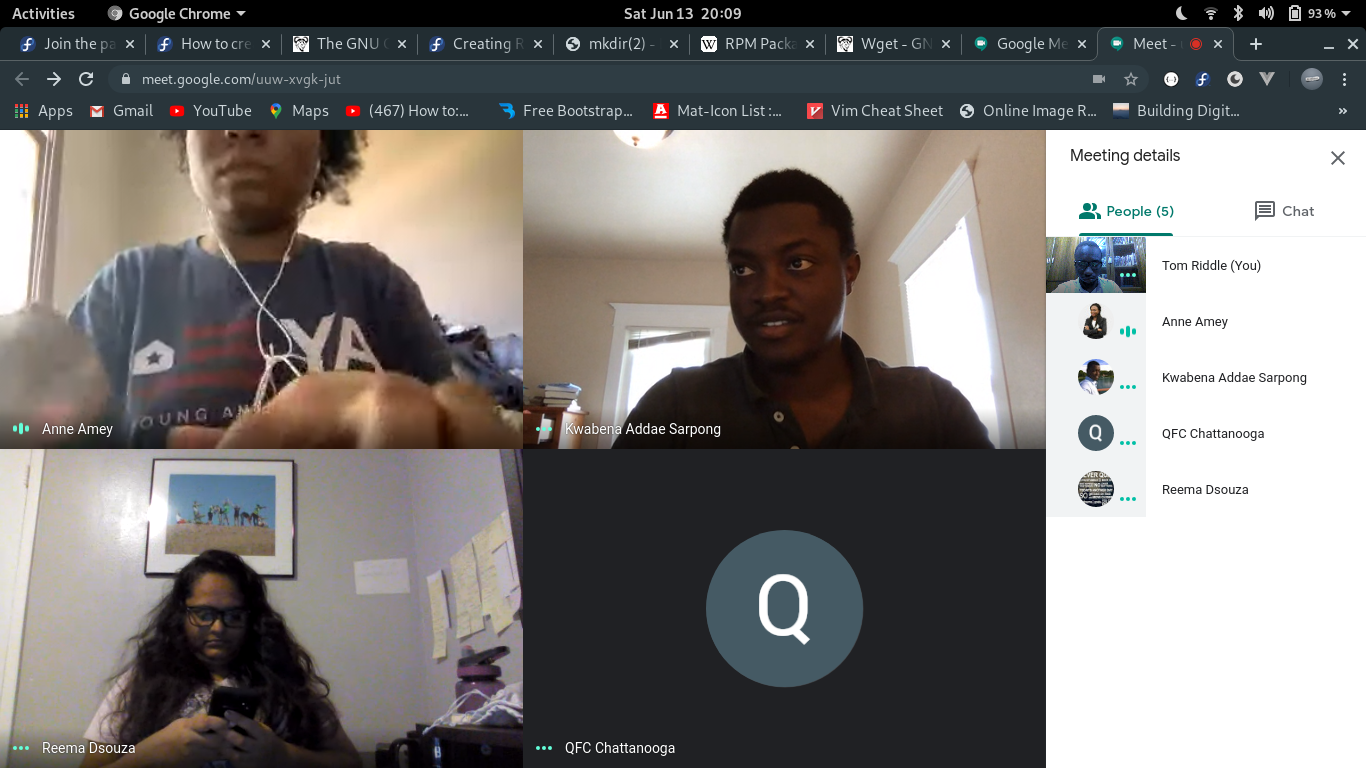 Activities Google Chrome Sat Jun 13 20:09 93 %
Join the pa How to cre The GNU Creating R mkdir(2) - RPM Packa Wget - GN Google Me Meet -
meet.google.com/uuw-xvgk-jut
Apps Gmail YouTube Maps (467) How to:... Free Bootstrap... Mat-Icon List :... Vim Cheat Sheet Online Image R... Building Digit... »
Meeting details
People (5) Chat
Tom Riddle (You)
Anne Amey
Kwabena Addae Sarpong
Q QFC Chattanooga
Reema Dsouza
YA
OUNG AM
Anne Amey
Kwabena Addae Sarpong
Q
Reema Dsouza
QFC Chattanooga